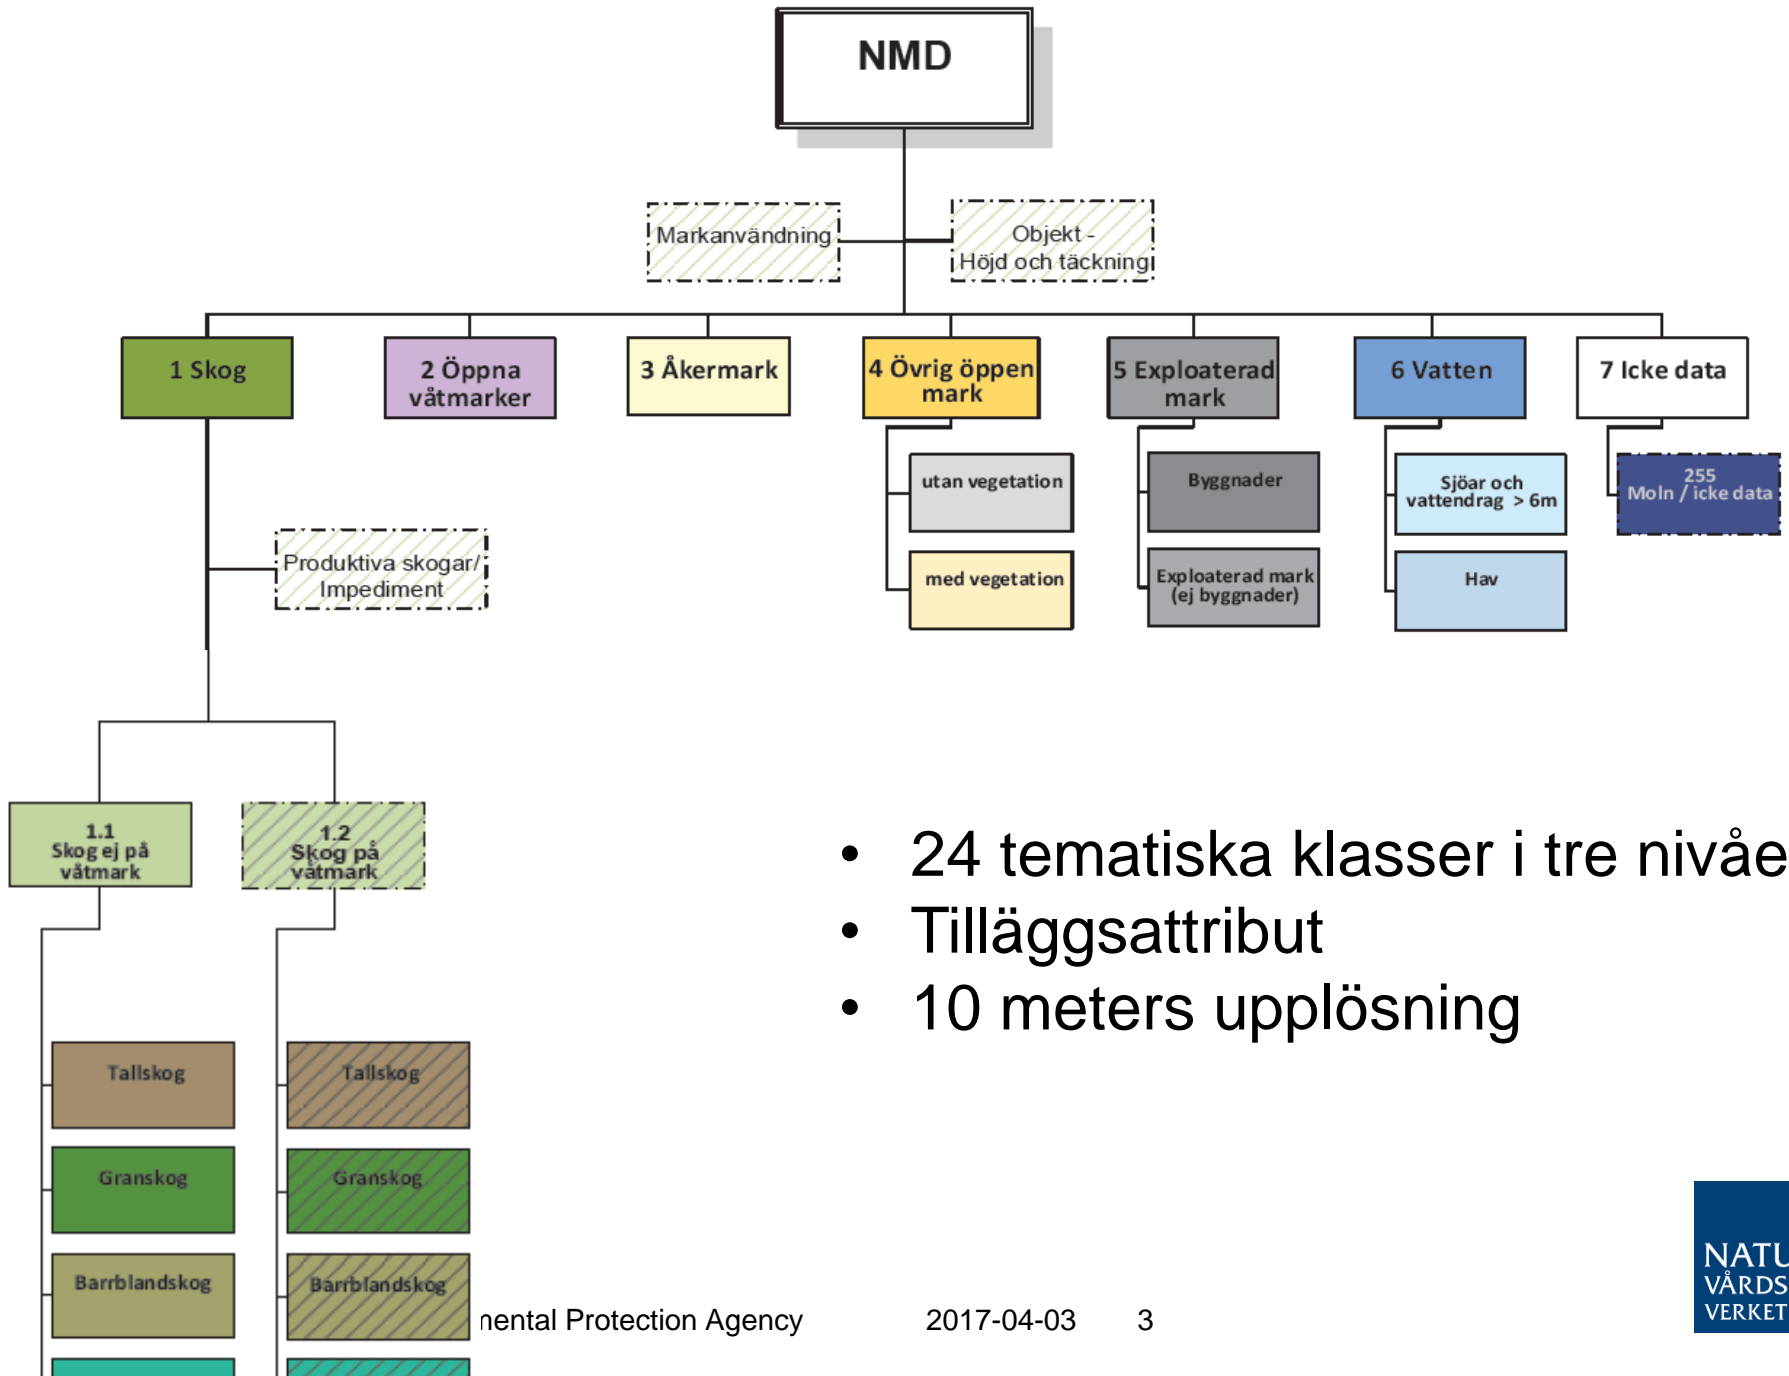 NMD
Markanvändning
Objekt -
Höjd och täckning
1 Skog
2 Öppna
våtmarker
3 Åkermark
4 Övrig öppen
mark
5 Exploaterad
mark
6 Vatten
7 Icke data
utan vegetation
med vegetation
Byggnader
Exploaterad mark
(ej byggnader)
Sjöar och
vattendrag > 6m
Hav
255
Moln / icke data
Produktiva skogar/
Impediment
1.1
Skog ej på
våtmark
1.2
Skog på
våtmark
Tallskog
Granskog
Barrblandskog
Tallskog
Granskog
Barrblandskog
• 24 tematiska klasser i tre nivåe
• Tilläggsattribut
• 10 meters upplösning
mental Protection Agency 2017-04-03 3
NATU
VÅRDS
VERKET